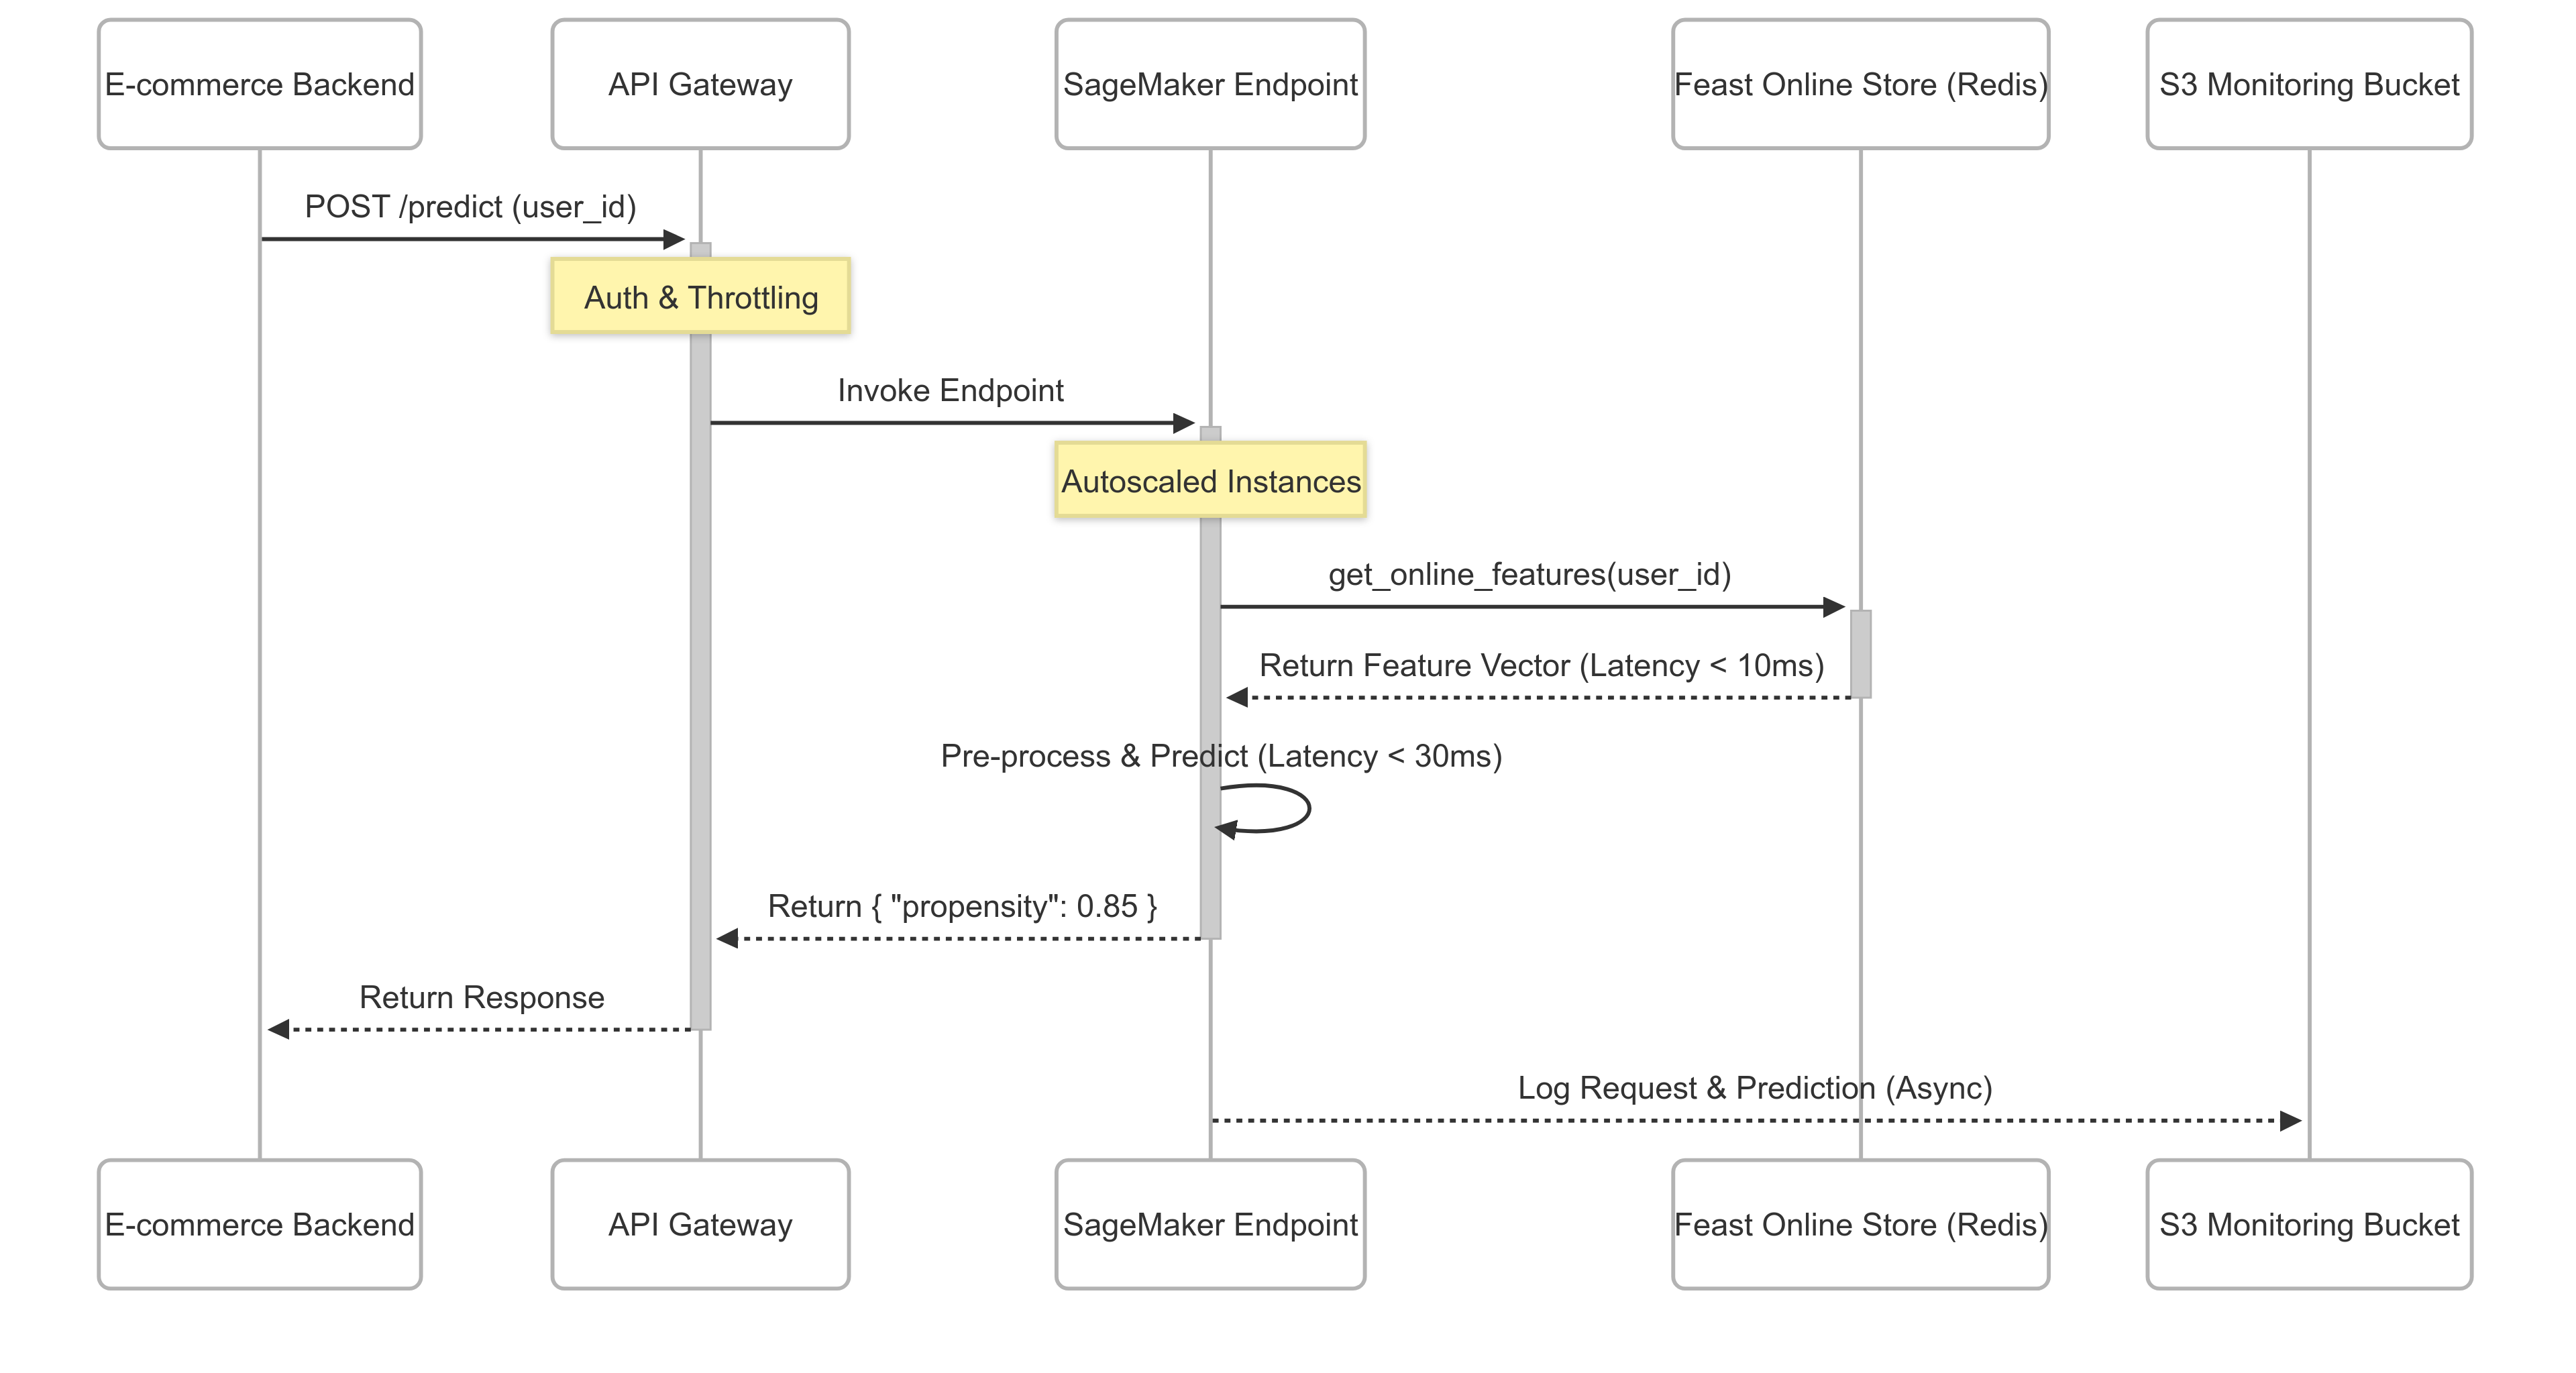 E-commerce Backend
API Gateway
SageMaker Endpoint
Feast Online Store (Redis)
S3 Monitoring Bucket
POST /predict (user_id)
Auth & Throttling
Invoke Endpoint
Autoscaled Instances
get_online_features(user_id)
Return Feature Vector (Latency < 10ms)
Pre-process & Predict (Latency < 30ms)
Return { "propensity": 0.85 }
Return Response
Log Request & Prediction (Async)
E-commerce Backend
API Gateway
SageMaker Endpoint
Feast Online Store (Redis)
S3 Monitoring Bucket